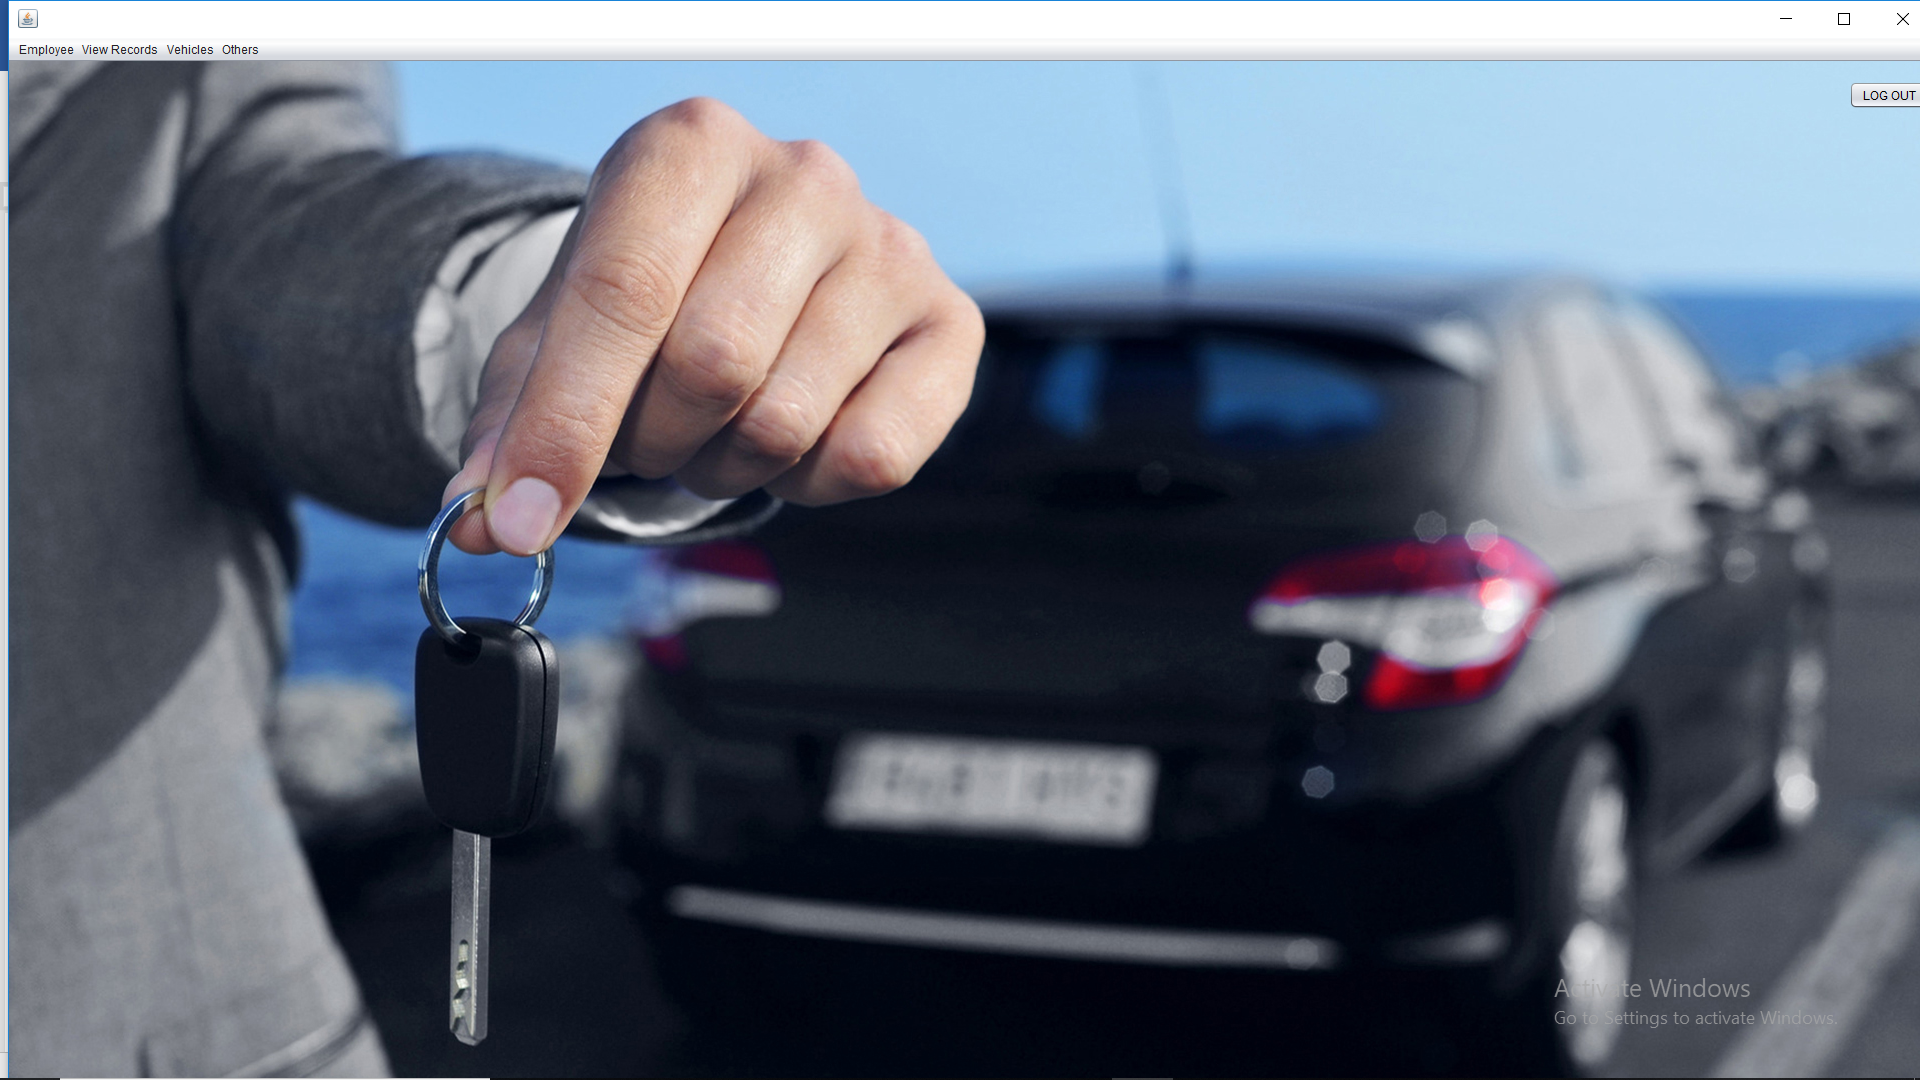 Employee View Records Vehicles Others
LOG OUT
Activate Windows
Go to Settings to activate Windows.